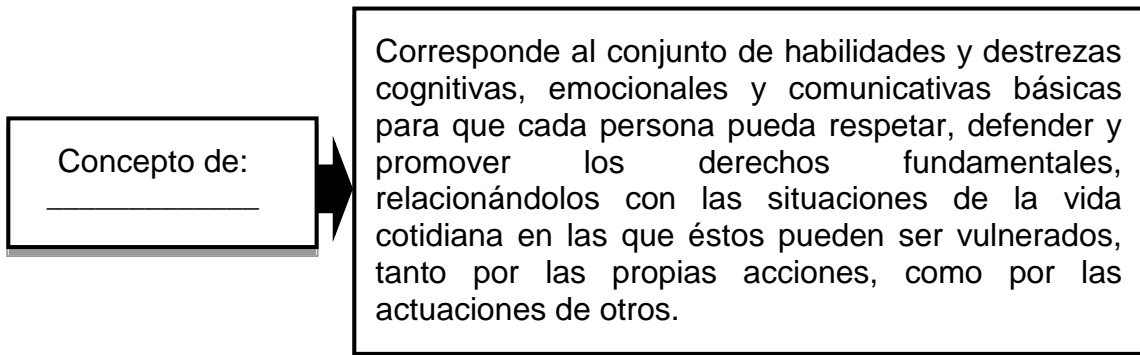 Concepto de:
_____________
Corresponde al conjunto de habilidades y destrezas
cognitivas, emocionales y comunicativas básicas
para que cada persona pueda respetar, defender y
promover los derechos fundamentales,
relacionándolos con las situaciones de la vida
cotidiana en las que éstos pueden ser vulnerados,
tanto por las propias acciones, como por las
actuaciones de otros.